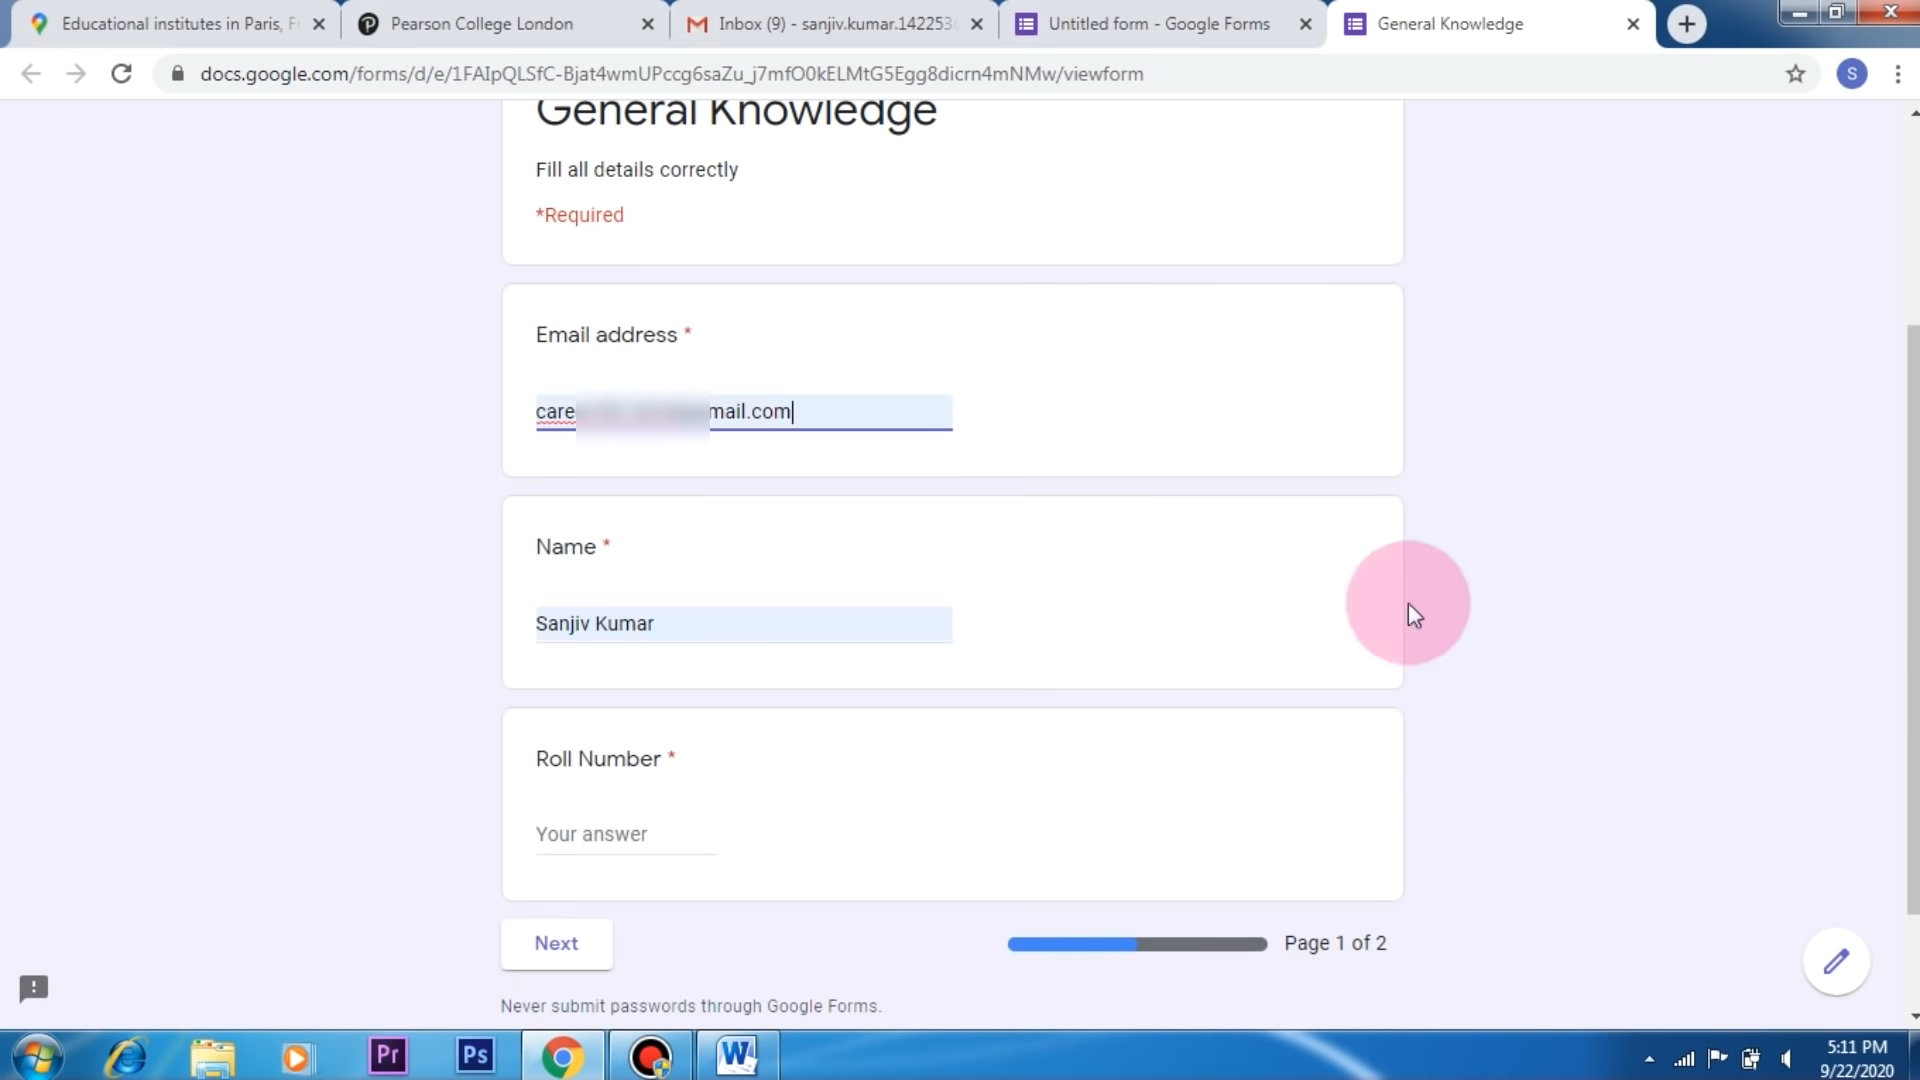 Educational institutes in Paris, F
Pearson College London
Inbox (9) - sanjiv.kumar.142253
Untitled form - Google Forms
General Knowledge
docs.google.com/forms/d/e/1FAIpQLSfC-Bjat4wmUPccg6saZu_j7mfO0kELMtG5Egg8dicrn4mNMw/viewform
S
General Knowledge
Fill all details correctly
*Required
Email address *
care mail.com
Name *
Sanjiv Kumar
Roll Number *
Your answer
Next
Page 1 of 2
Never submit passwords through Google Forms.
Pr
Ps
W
5:11 PM
9/22/2020